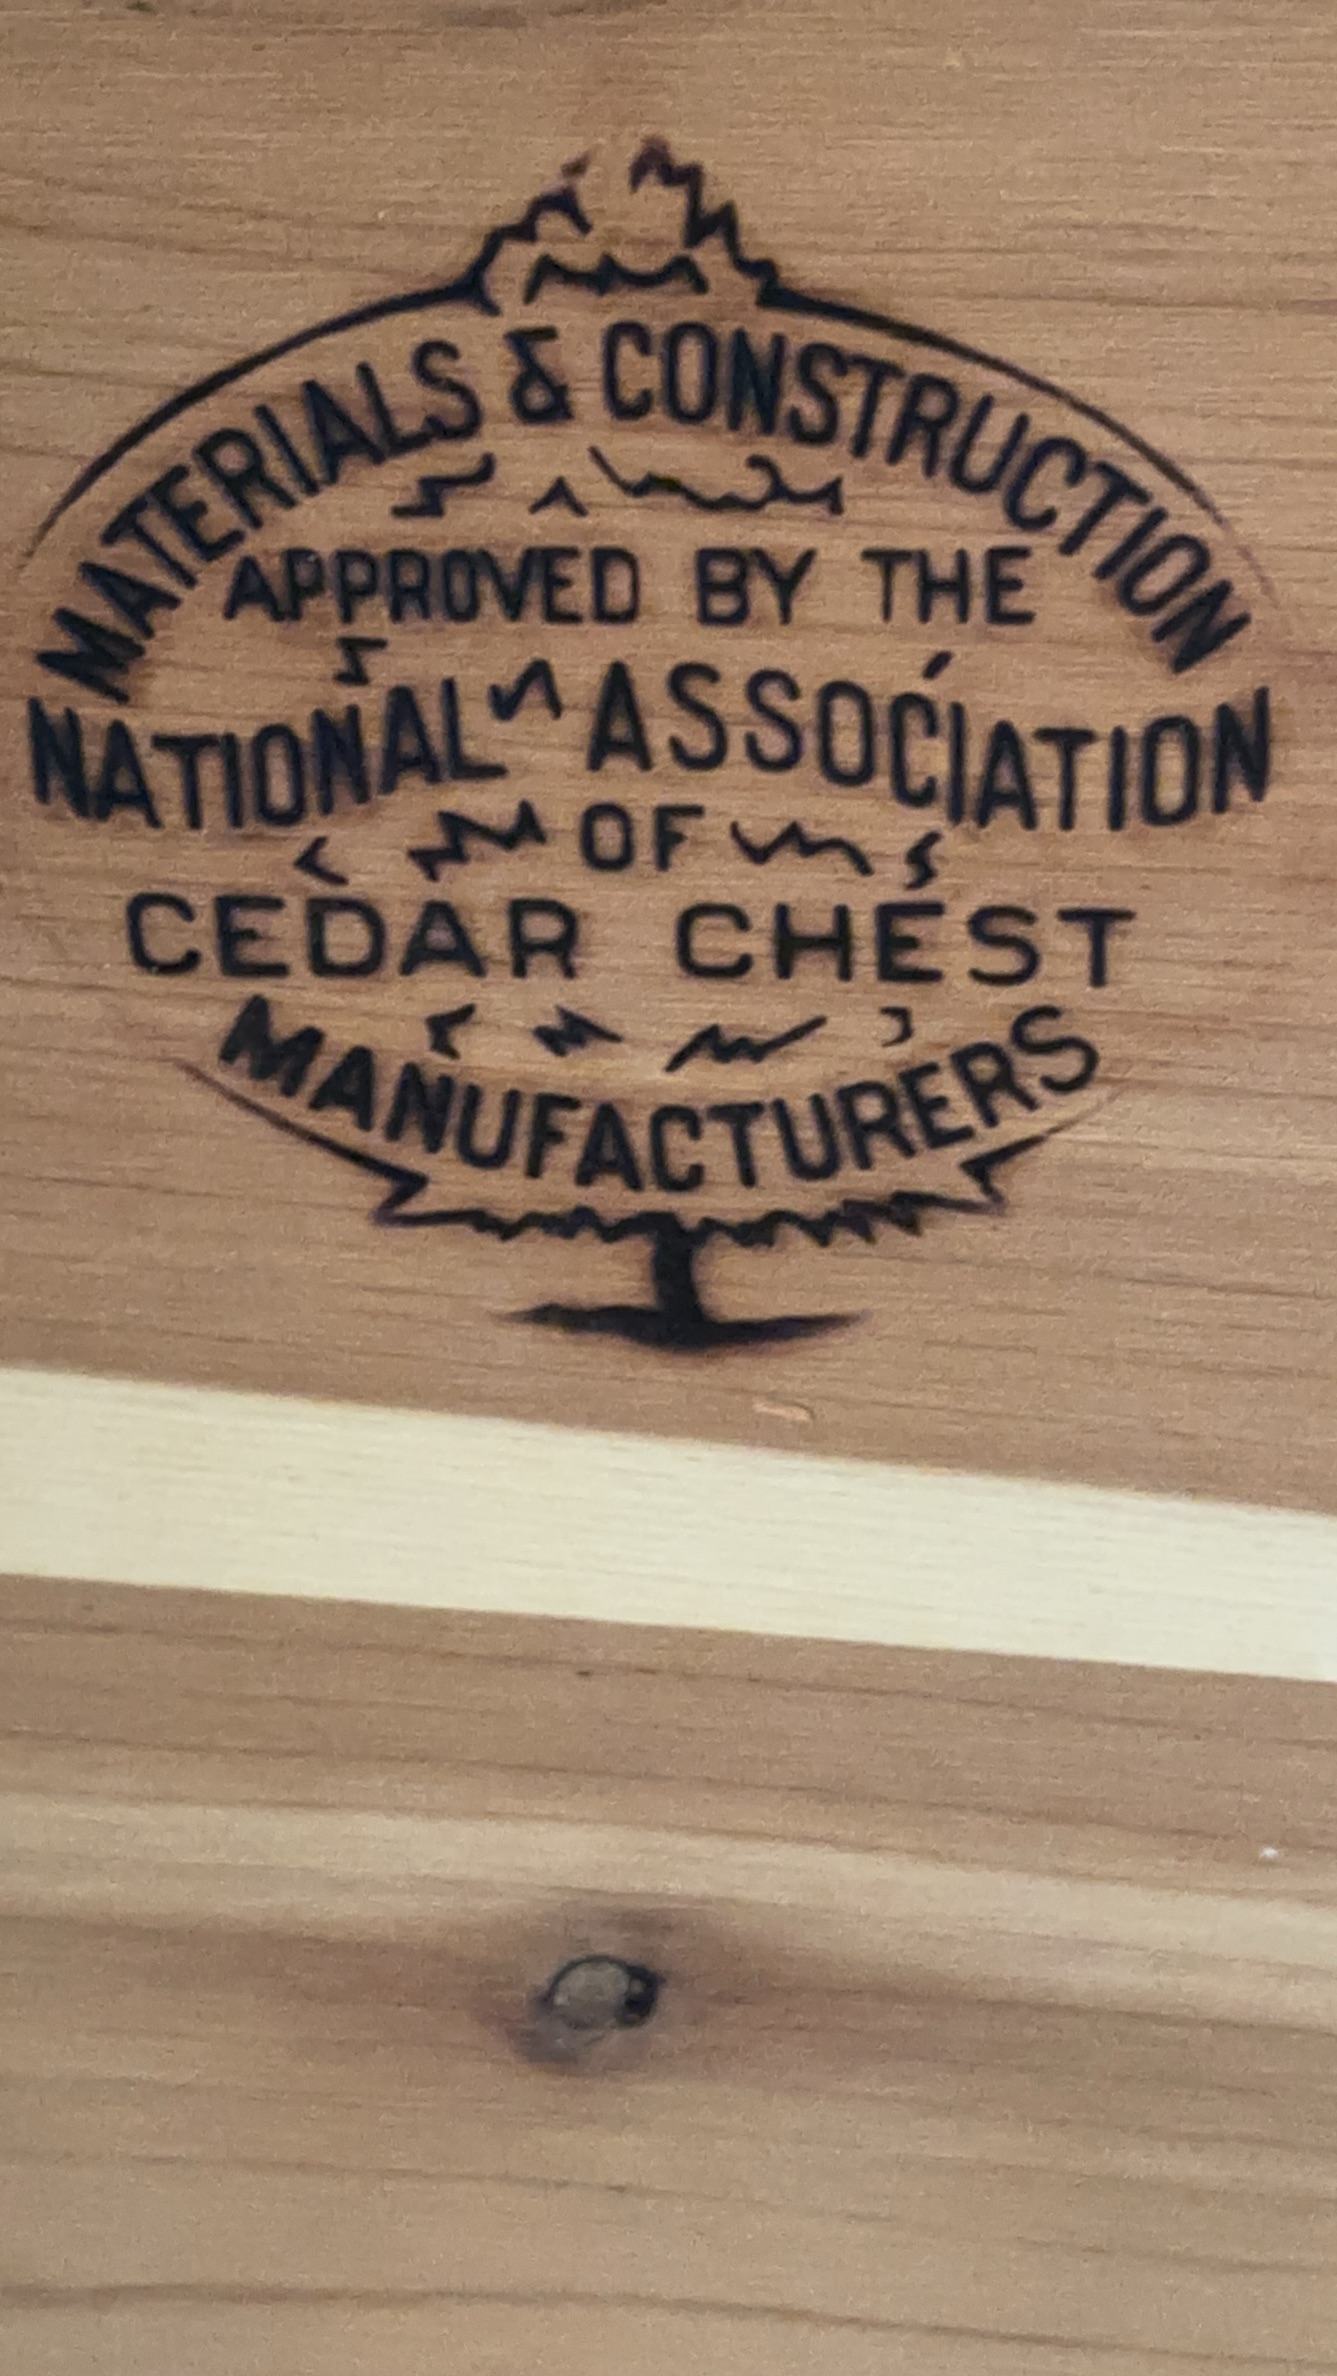 MATERIALS & CONSTRUCTION
APPROVED BY THE
NATIONAL ASSOCIATION
OF
CEDAR CHEST
MANUFACTURERS